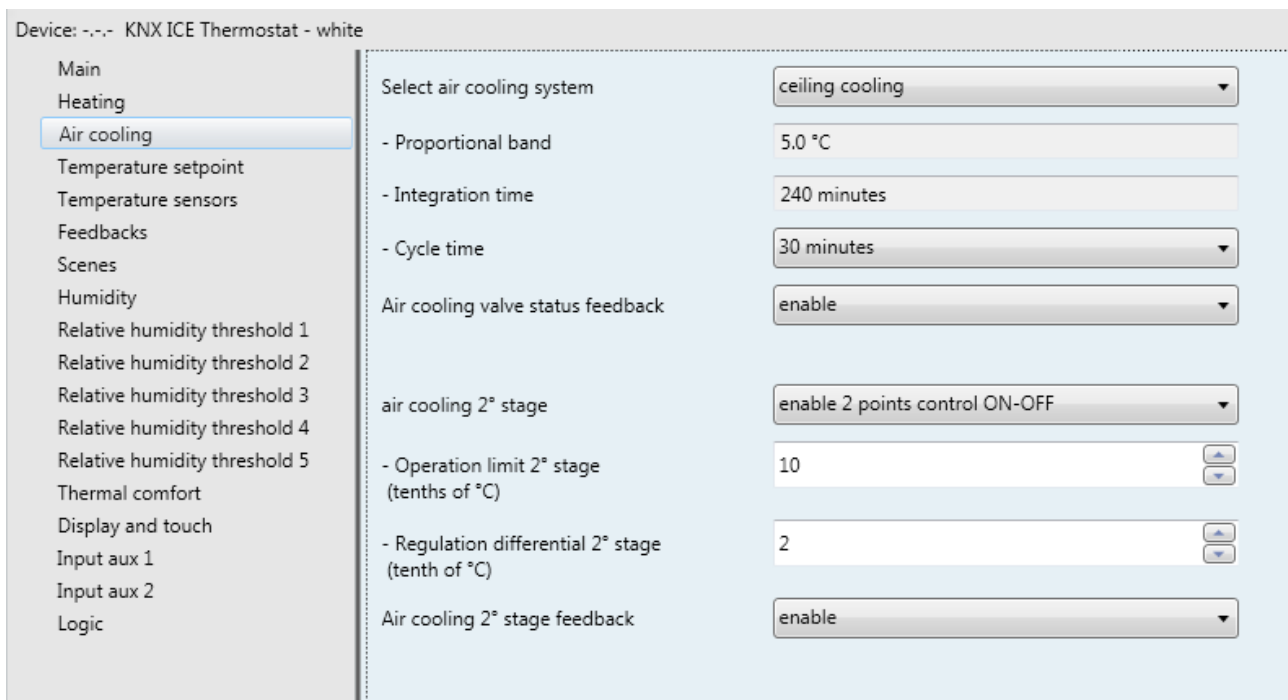 Device: -.-.- KNX ICE Thermostat - white
Main
Heating
Air cooling
Temperature setpoint
Temperature sensors
Feedbacks
Scenes
Humidity
Relative humidity threshold 1
Relative humidity threshold 2
Relative humidity threshold 3
Relative humidity threshold 4
Relative humidity threshold 5
Thermal comfort
Display and touch
Input aux 1
Input aux 2
Logic
Select air cooling system ceiling cooling
- Proportional band 5.0 °C
- Integration time 240 minutes
- Cycle time 30 minutes
Air cooling valve status feedback enable
air cooling 2° stage enable 2 points control ON-OFF
- Operation limit 2° stage 10
(tenths of °C)
- Regulation differential 2° stage 2
(tenth of °C)
Air cooling 2° stage feedback enable